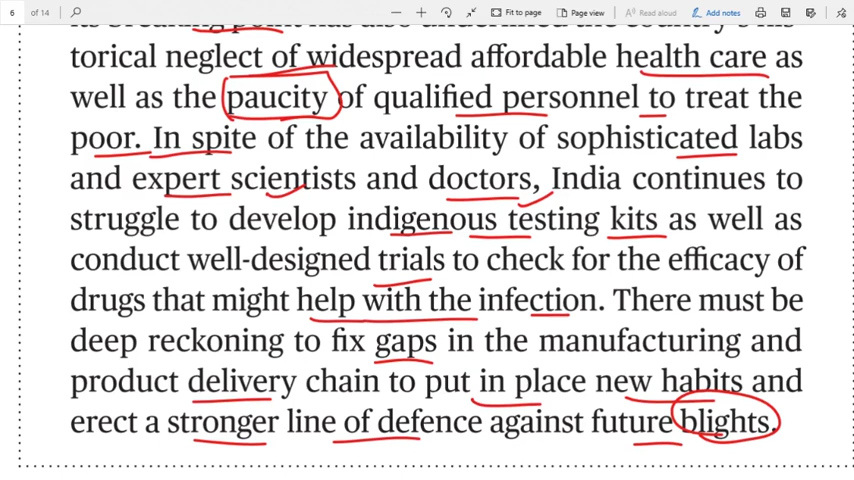 6 of 14 Fit to page Page view Read aloud Add notes
torical neglect of widespread affordable health care as
well as the paucity of qualified personnel to treat the
poor. In spite of the availability of sophisticated labs
and expert scientists and doctors, India continues to
struggle to develop indigenous testing kits as well as
conduct well-designed trials to check for the efficacy of
drugs that might help with the infection. There must be
deep reckoning to fix gaps in the manufacturing and
product delivery chain to put in place new habits and
erect a stronger line of defence against future blights.